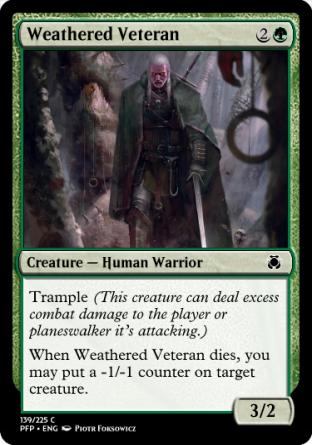 Weathered Veteran 2
Creature — Human Warrior
Trample (This creature can deal excess
combat damage to the player or
planeswalker it's attacking.)
When Weathered Veteran dies, you
may put a -1/-1 counter on target
creature.
3/2
139/225 C
PFP • ENG Piotr Foksowicz